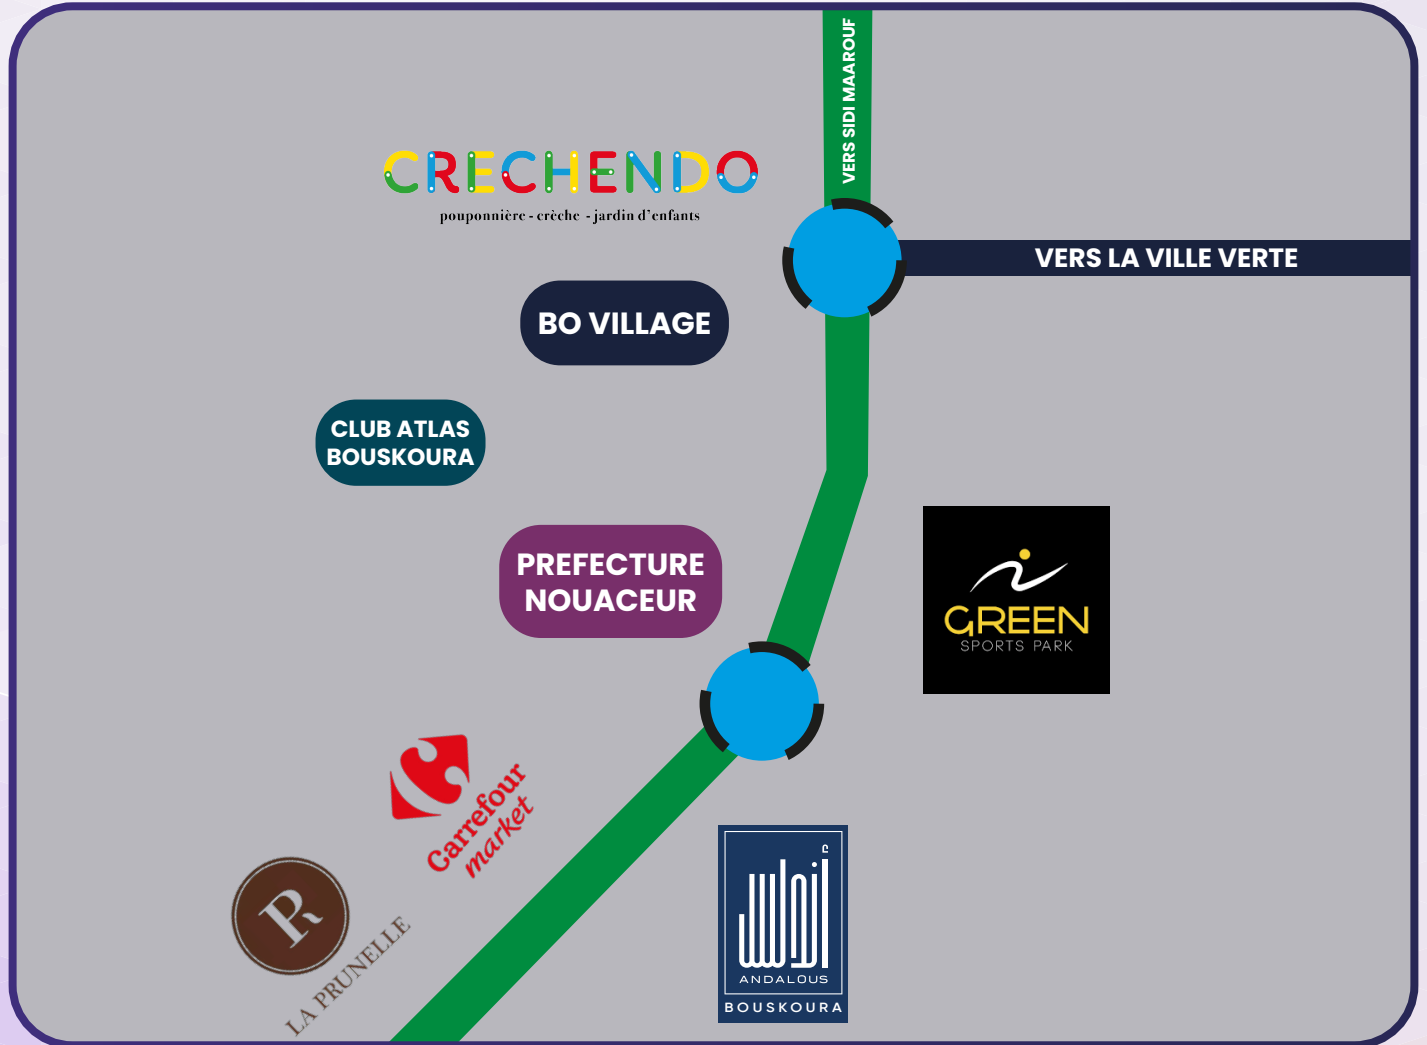 VERS SIDI MAAROUF
CRECHENDO
pouponnière - crèche - jardin d'enfants
VERS LA VILLE VERTE
BO VILLAGE
CLUB ATLAS
BOUSKOURA
PREFECTURE
NOUACEUR
GREEN
SPORTS PARK
Carrefour
market
LA PRUNELLE
أندلس
ANDALOUS
BOUSKOURA